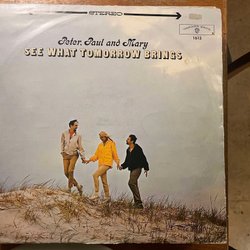 STEREO
Peter, Paul and Mary
SEE WHAT TOMORROW BRINGS